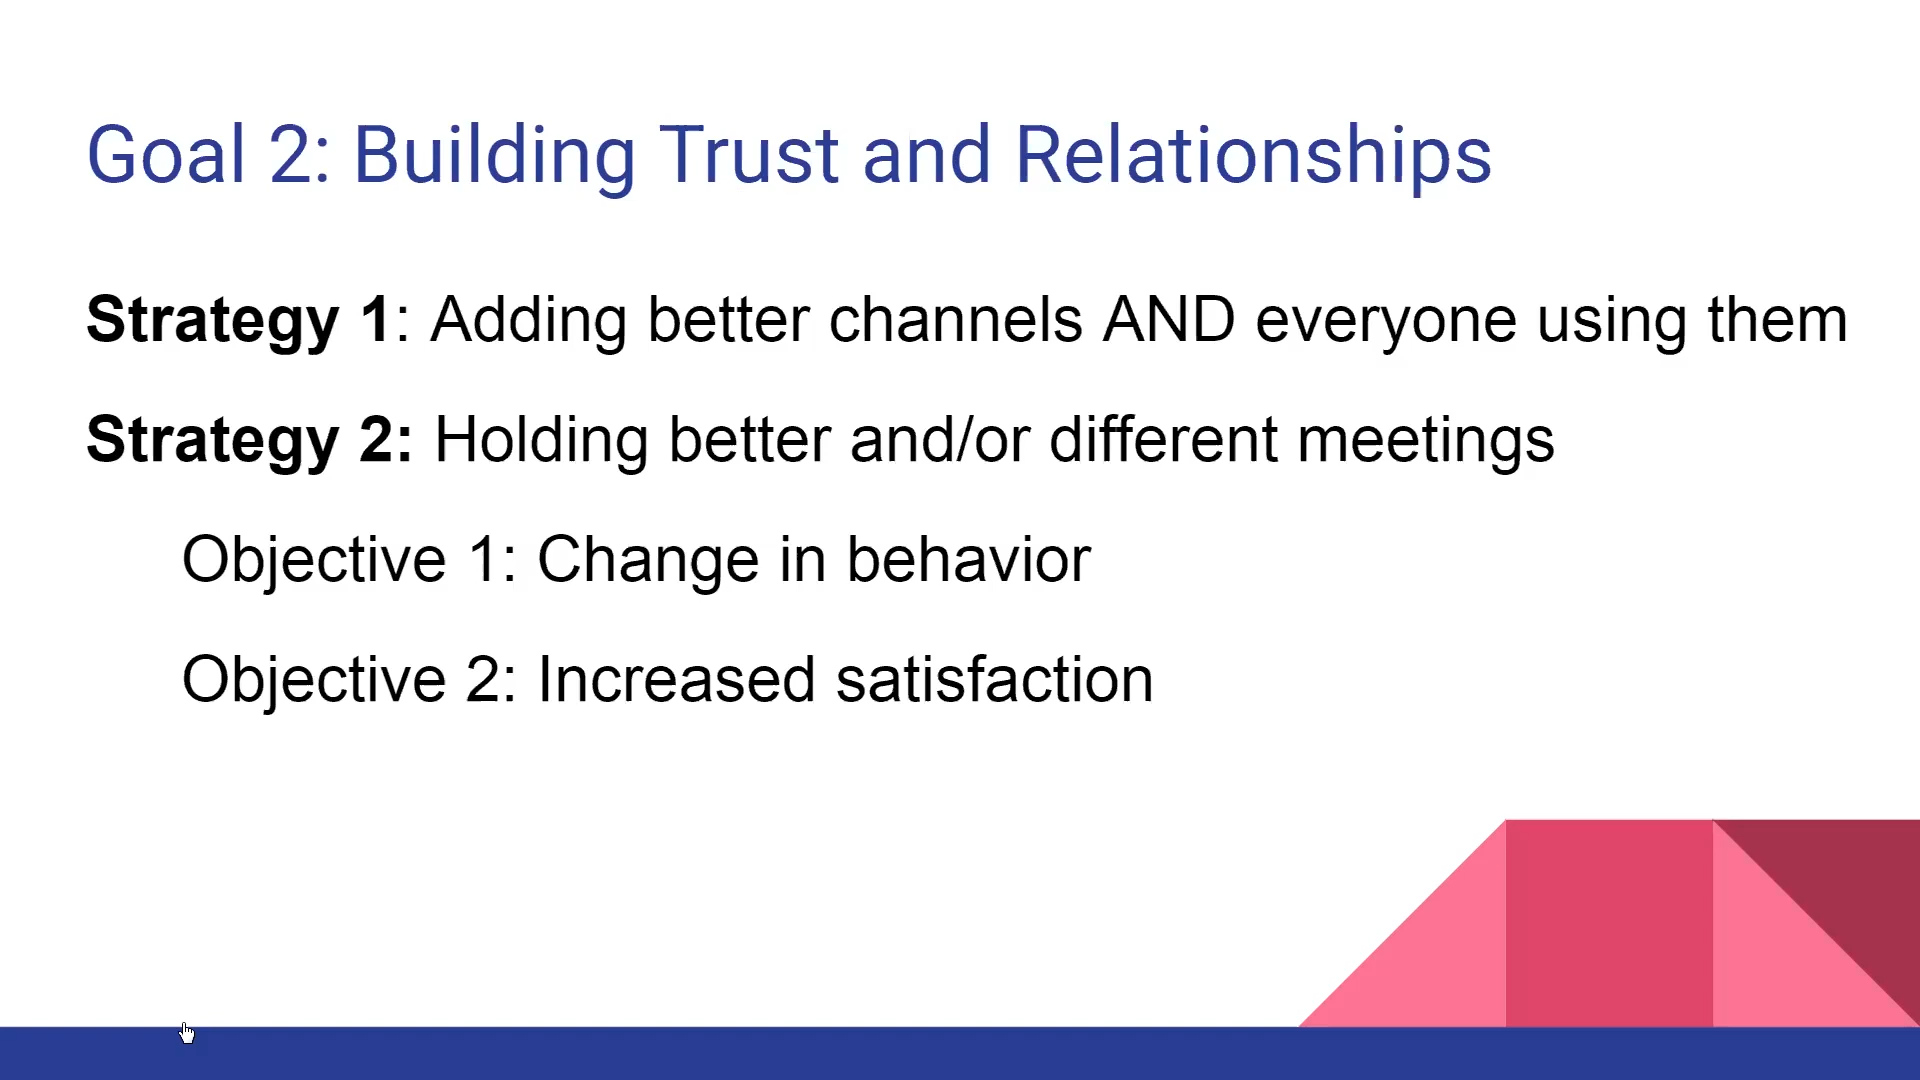 Goal 2: Building Trust and Relationships
Strategy 1: Adding better channels AND everyone using them
Strategy 2: Holding better and/or different meetings
Objective 1: Change in behavior
Objective 2: Increased satisfaction